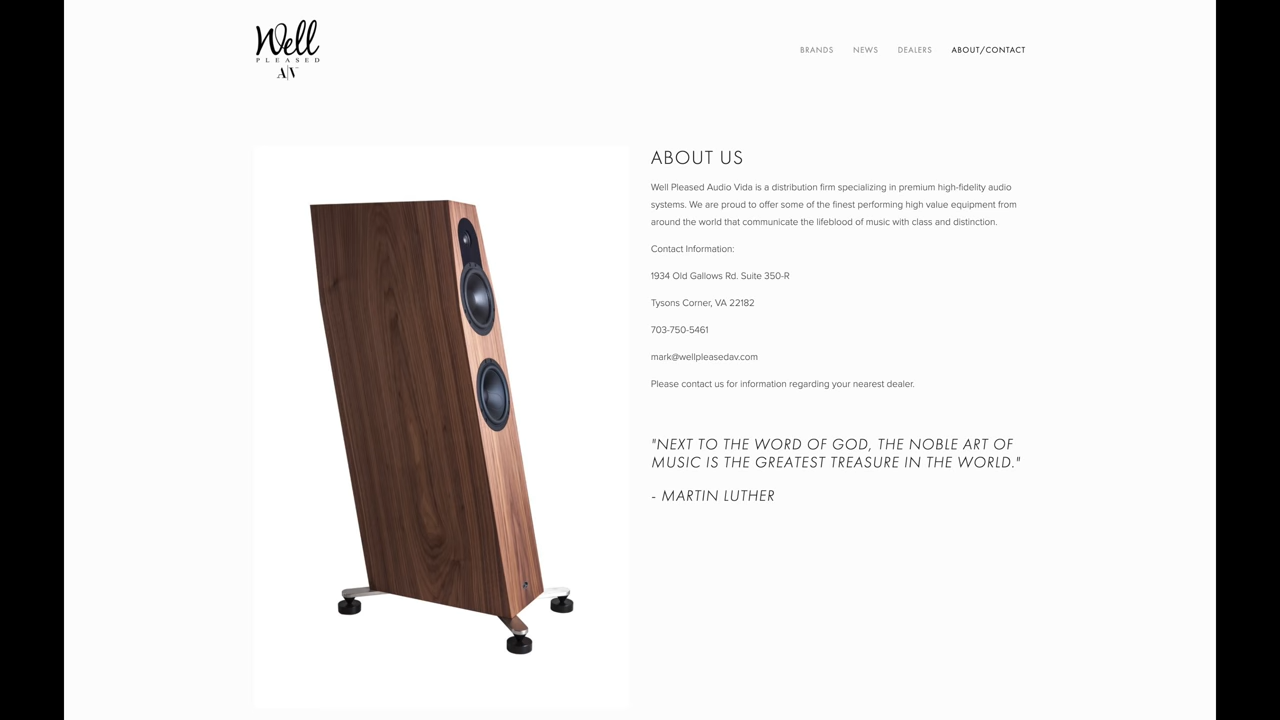 Well
PLEASED
A|V
BRANDS NEWS DEALERS ABOUT/CONTACT
ABOUT US
Well Pleased Audio Vida is a distribution firm specializing in premium high-fidelity audio
systems. We are proud to offer some of the finest performing high value equipment from
around the world that communicate the lifeblood of music with class and distinction.
Contact Information:
1934 Old Gallows Rd. Suite 350-R
Tysons Corner, VA 22182
703-750-5461
mark@wellpleasedav.com
Please contact us for information regarding your nearest dealer.
"NEXT TO THE WORD OF GOD, THE NOBLE ART OF
MUSIC IS THE GREATEST TREASURE IN THE WORLD."
- MARTIN LUTHER